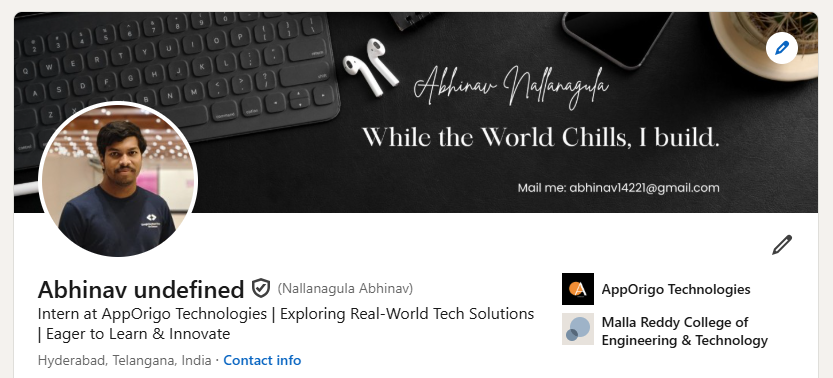 Abhinav Nallanagula
While the World Chills, I build.
Mail me: abhinav14221@gmail.com
Abhinav undefined (Nallanagula Abhinav)
Intern at AppOrigo Technologies | Exploring Real-World Tech Solutions
| Eager to Learn & Innovate
Hyderabad, Telangana, India · Contact info
AppOrigo Technologies
Malla Reddy College of
Engineering & Technology